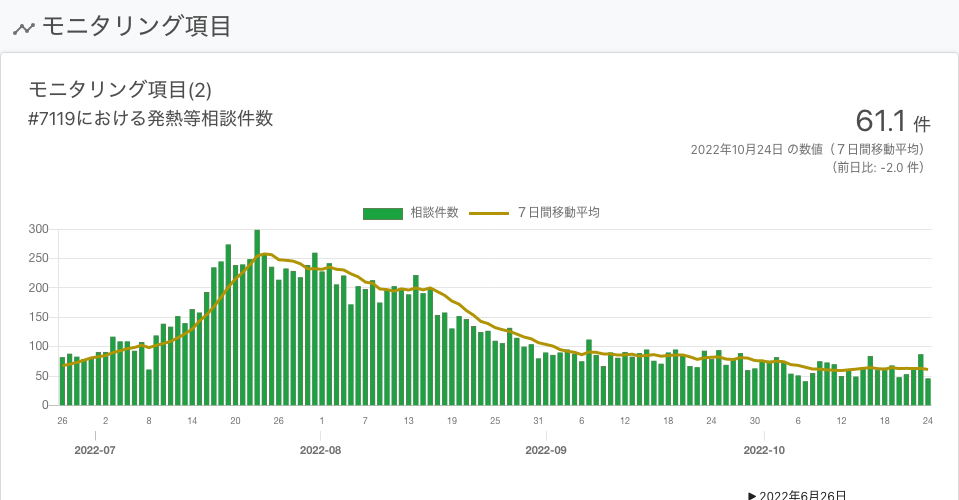 モニタリング項目
モニタリング項目(2)
#7119における発熱等相談件数
61.1 件
2022年10月24日 の数値（７日間移動平均）
（前日比: -2.0 件）
相談件数 ７日間移動平均
300
250
200
150
100
50
0
26 2 8 14 20 26 1 7 13 19 25 31 6 12 18 24 30 6 12 18 24
2022-07 2022-08 2022-09 2022-10
▶ 2022年6月26日